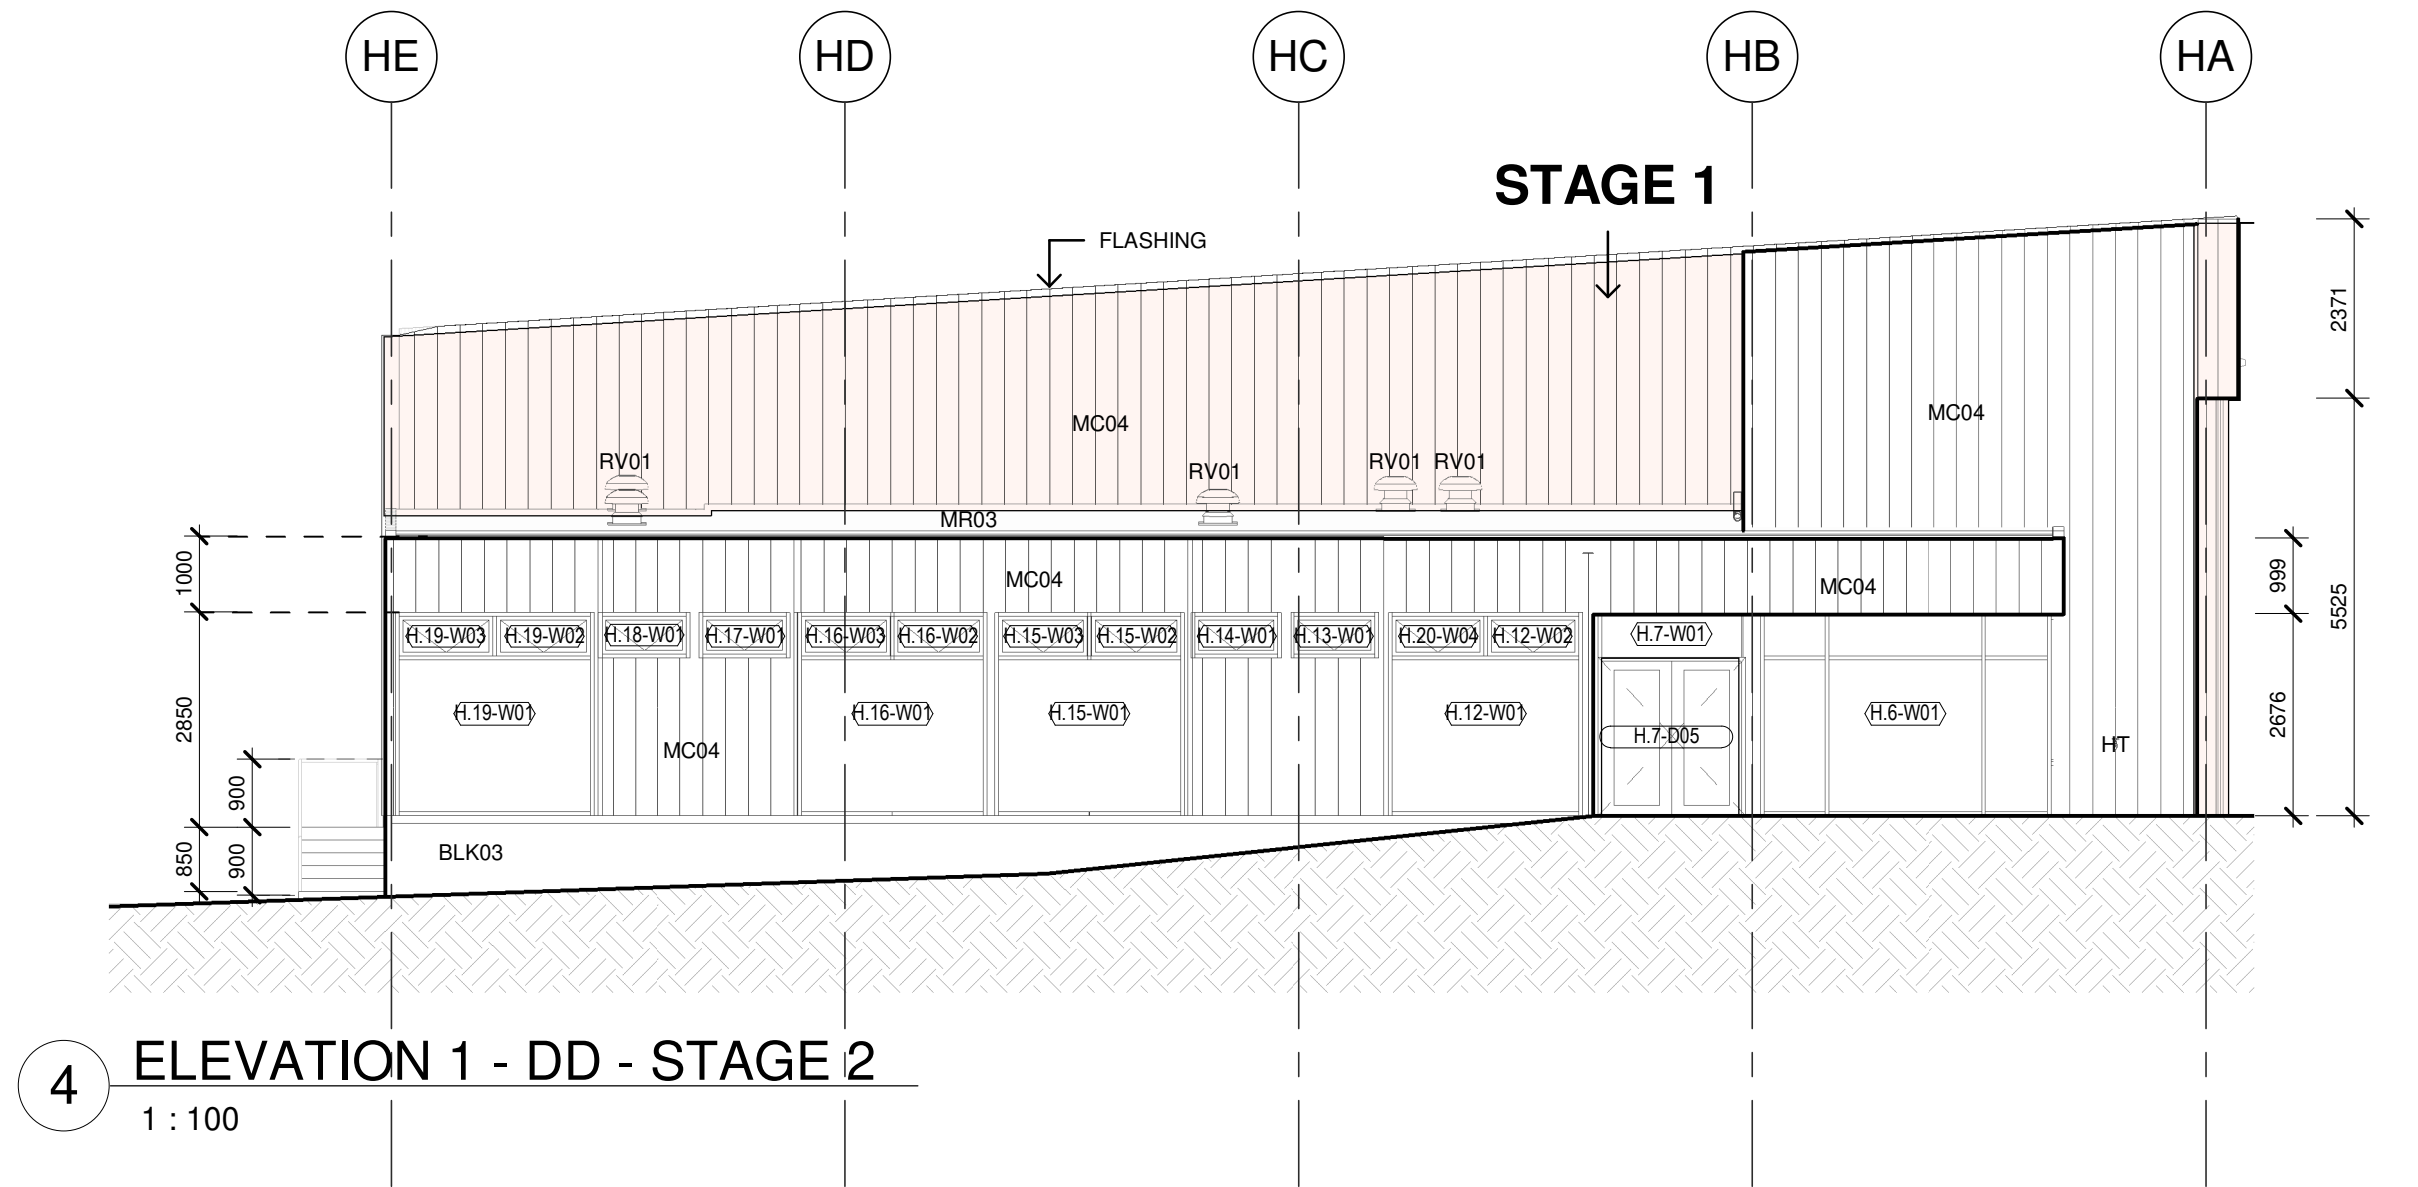 HE HD HC HB HA
STAGE 1
FLASHING
2371
MC04
MC04
RV01 RV01 RV01 RV01
MR03
1000
MC04
MC04
999
5525
H.19-W03 H.19-W02 H.18-W01 H.17-W01 H.16-W03 H.16-W02 H.15-W03 H.15-W02 H.14-W01 H.13-W01 H.20-W04 H.12-W02 H.7-W01
2850
H.19-W01 H.16-W01 H.15-W01 H.12-W01 H.6-W01
2676
H.7-D05
MC04
HT
900
850
900
BLK03
4 ELEVATION 1 - DD - STAGE 2
1 : 100